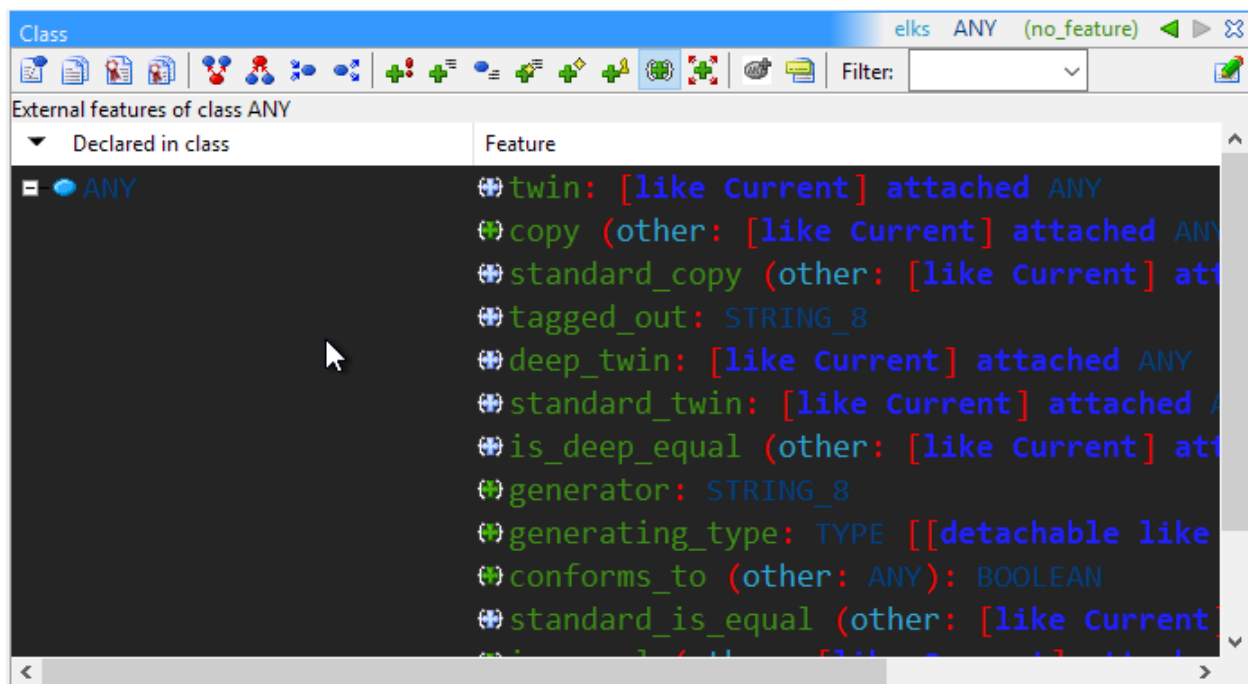 Class elks ANY (no_feature)
Filter:
External features of class ANY
Declared in class Feature
ANY twin: [like Current] attached ANY
copy (other: [like Current] attached ANY
standard_copy (other: [like Current] att
tagged_out: STRING_8
deep_twin: [like Current] attached ANY
standard_twin: [like Current] attached A
is_deep_equal (other: [like Current] att
generator: STRING_8
generating_type: TYPE [[detachable like
conforms_to (other: ANY): BOOLEAN
standard_is_equal (other: [like Current]